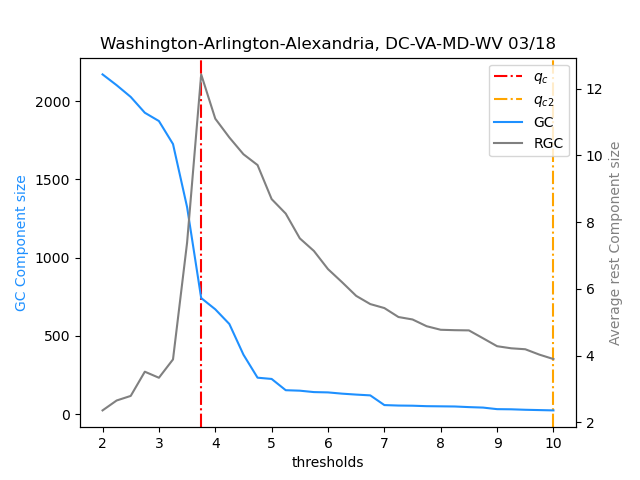 Washington-Arlington-Alexandria, DC-VA-MD-WV 03/18
GC Component size
2000
1500
1000
500
0
q_c
q_c2
GC
RGC
12
10
8
6
4
2
Average rest Component size
2 3 4 5 6 7 8 9 10
thresholds